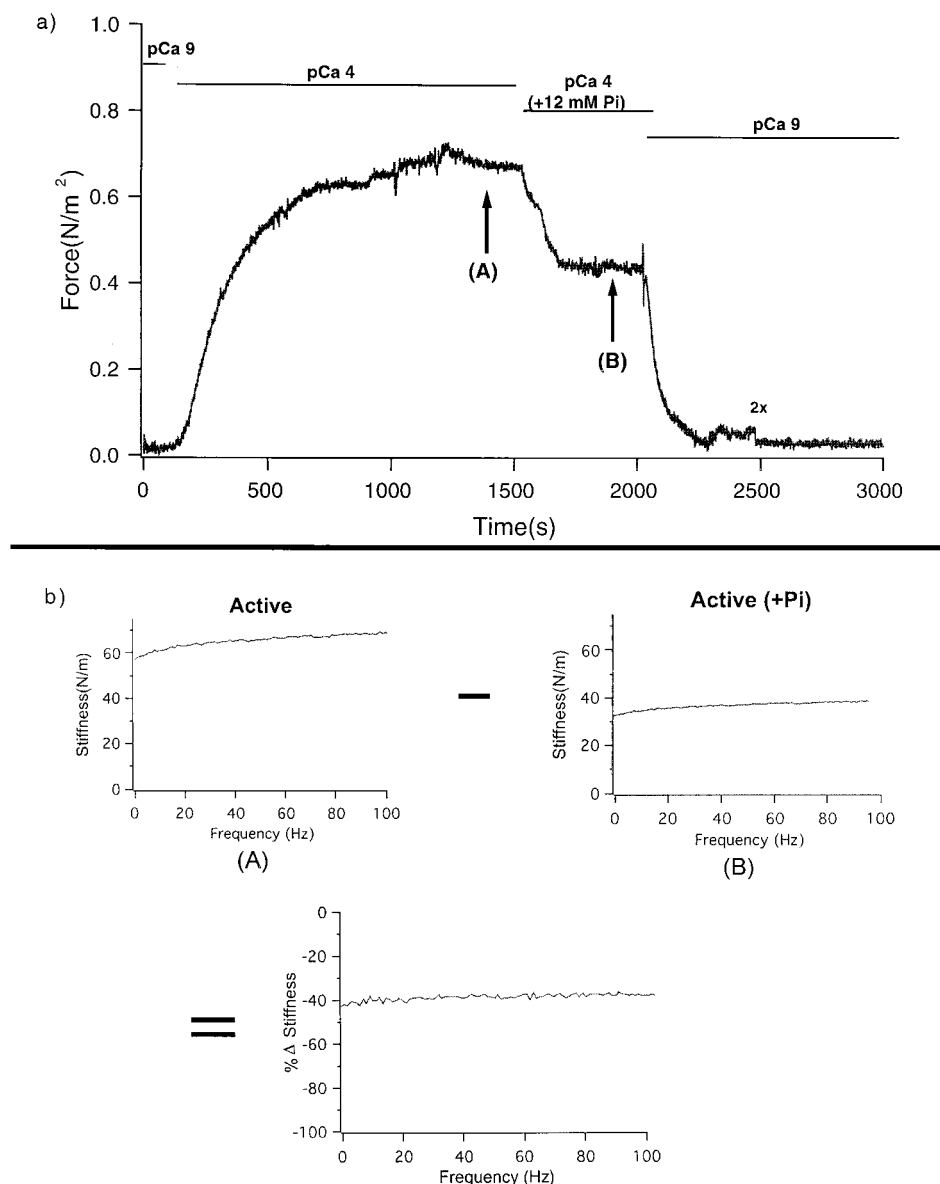 a)
1.0
0.8
0.6
0.4
0.2
0.0
Force(N/m²)
pCa 9
pCa 4
pCa 4
(+12 mM Pi)
pCa 9
(A)
(B)
2x
0 500 1000 1500 2000 2500 3000
Time(s)
b)
Active
60
40
20
0
Stiffness(N/m)
0 20 40 60 80 100
Frequency (Hz)
(A)
Active (+Pi)
60
40
20
0
Stiffness(N/m)
0 20 40 60 80 100
Frequency (Hz)
(B)
0
-20
-40
-60
-80
-100
% Δ Stiffness
0 20 40 60 80 100
Frequency (Hz)